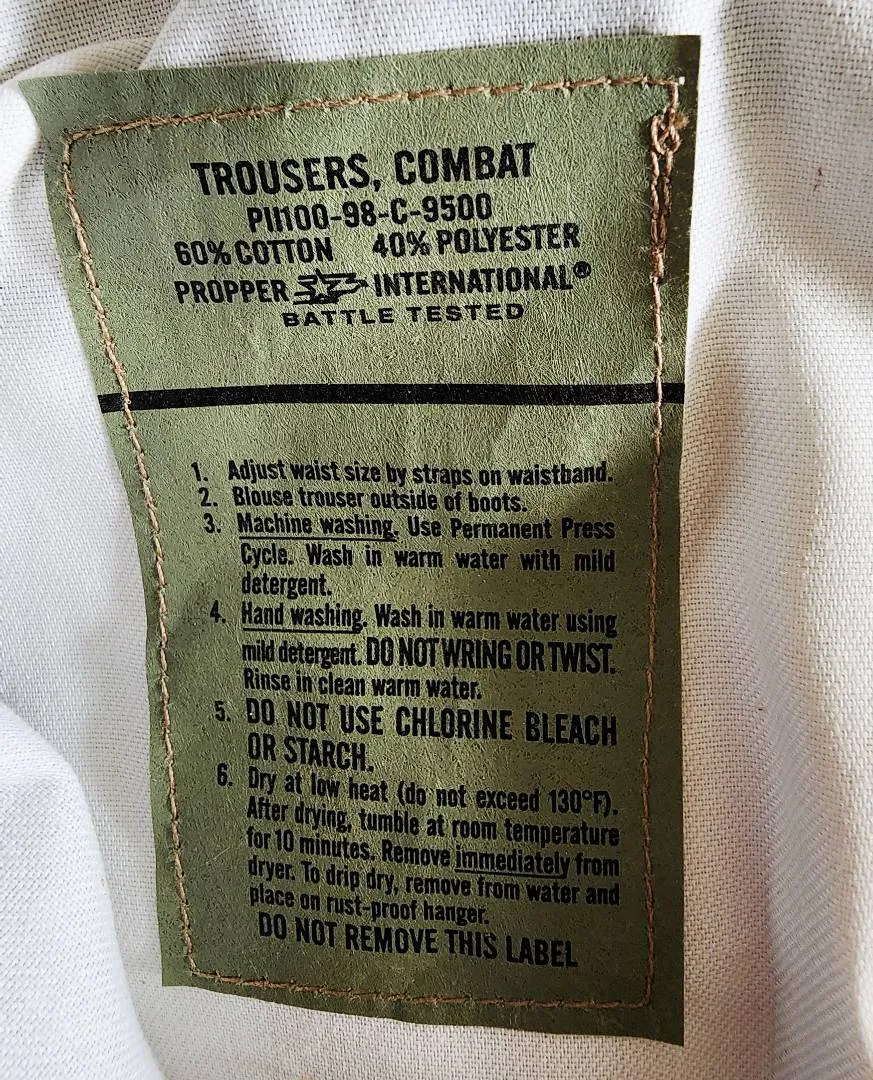 TROUSERS, COMBAT
PII100-98-C-9500
60% COTTON 40% POLYESTER
PROPPER INTERNATIONAL®
BATTLE TESTED
1. Adjust waist size by straps on waistband.
2. Blouse trouser outside of boots.
3. Machine washing. Use Permanent Press
Cycle. Wash in warm water with mild
detergent.
4. Hand washing. Wash in warm water using
mild detergent. DO NOT WRING OR TWIST.
Rinse in clean warm water.
5. DO NOT USE CHLORINE BLEACH
OR STARCH.
6. Dry at low heat (do not exceed 130°F).
After drying, tumble at room temperature
for 10 minutes. Remove immediately from
dryer. To drip dry, remove from water and
place on rust-proof hanger.
DO NOT REMOVE THIS LABEL